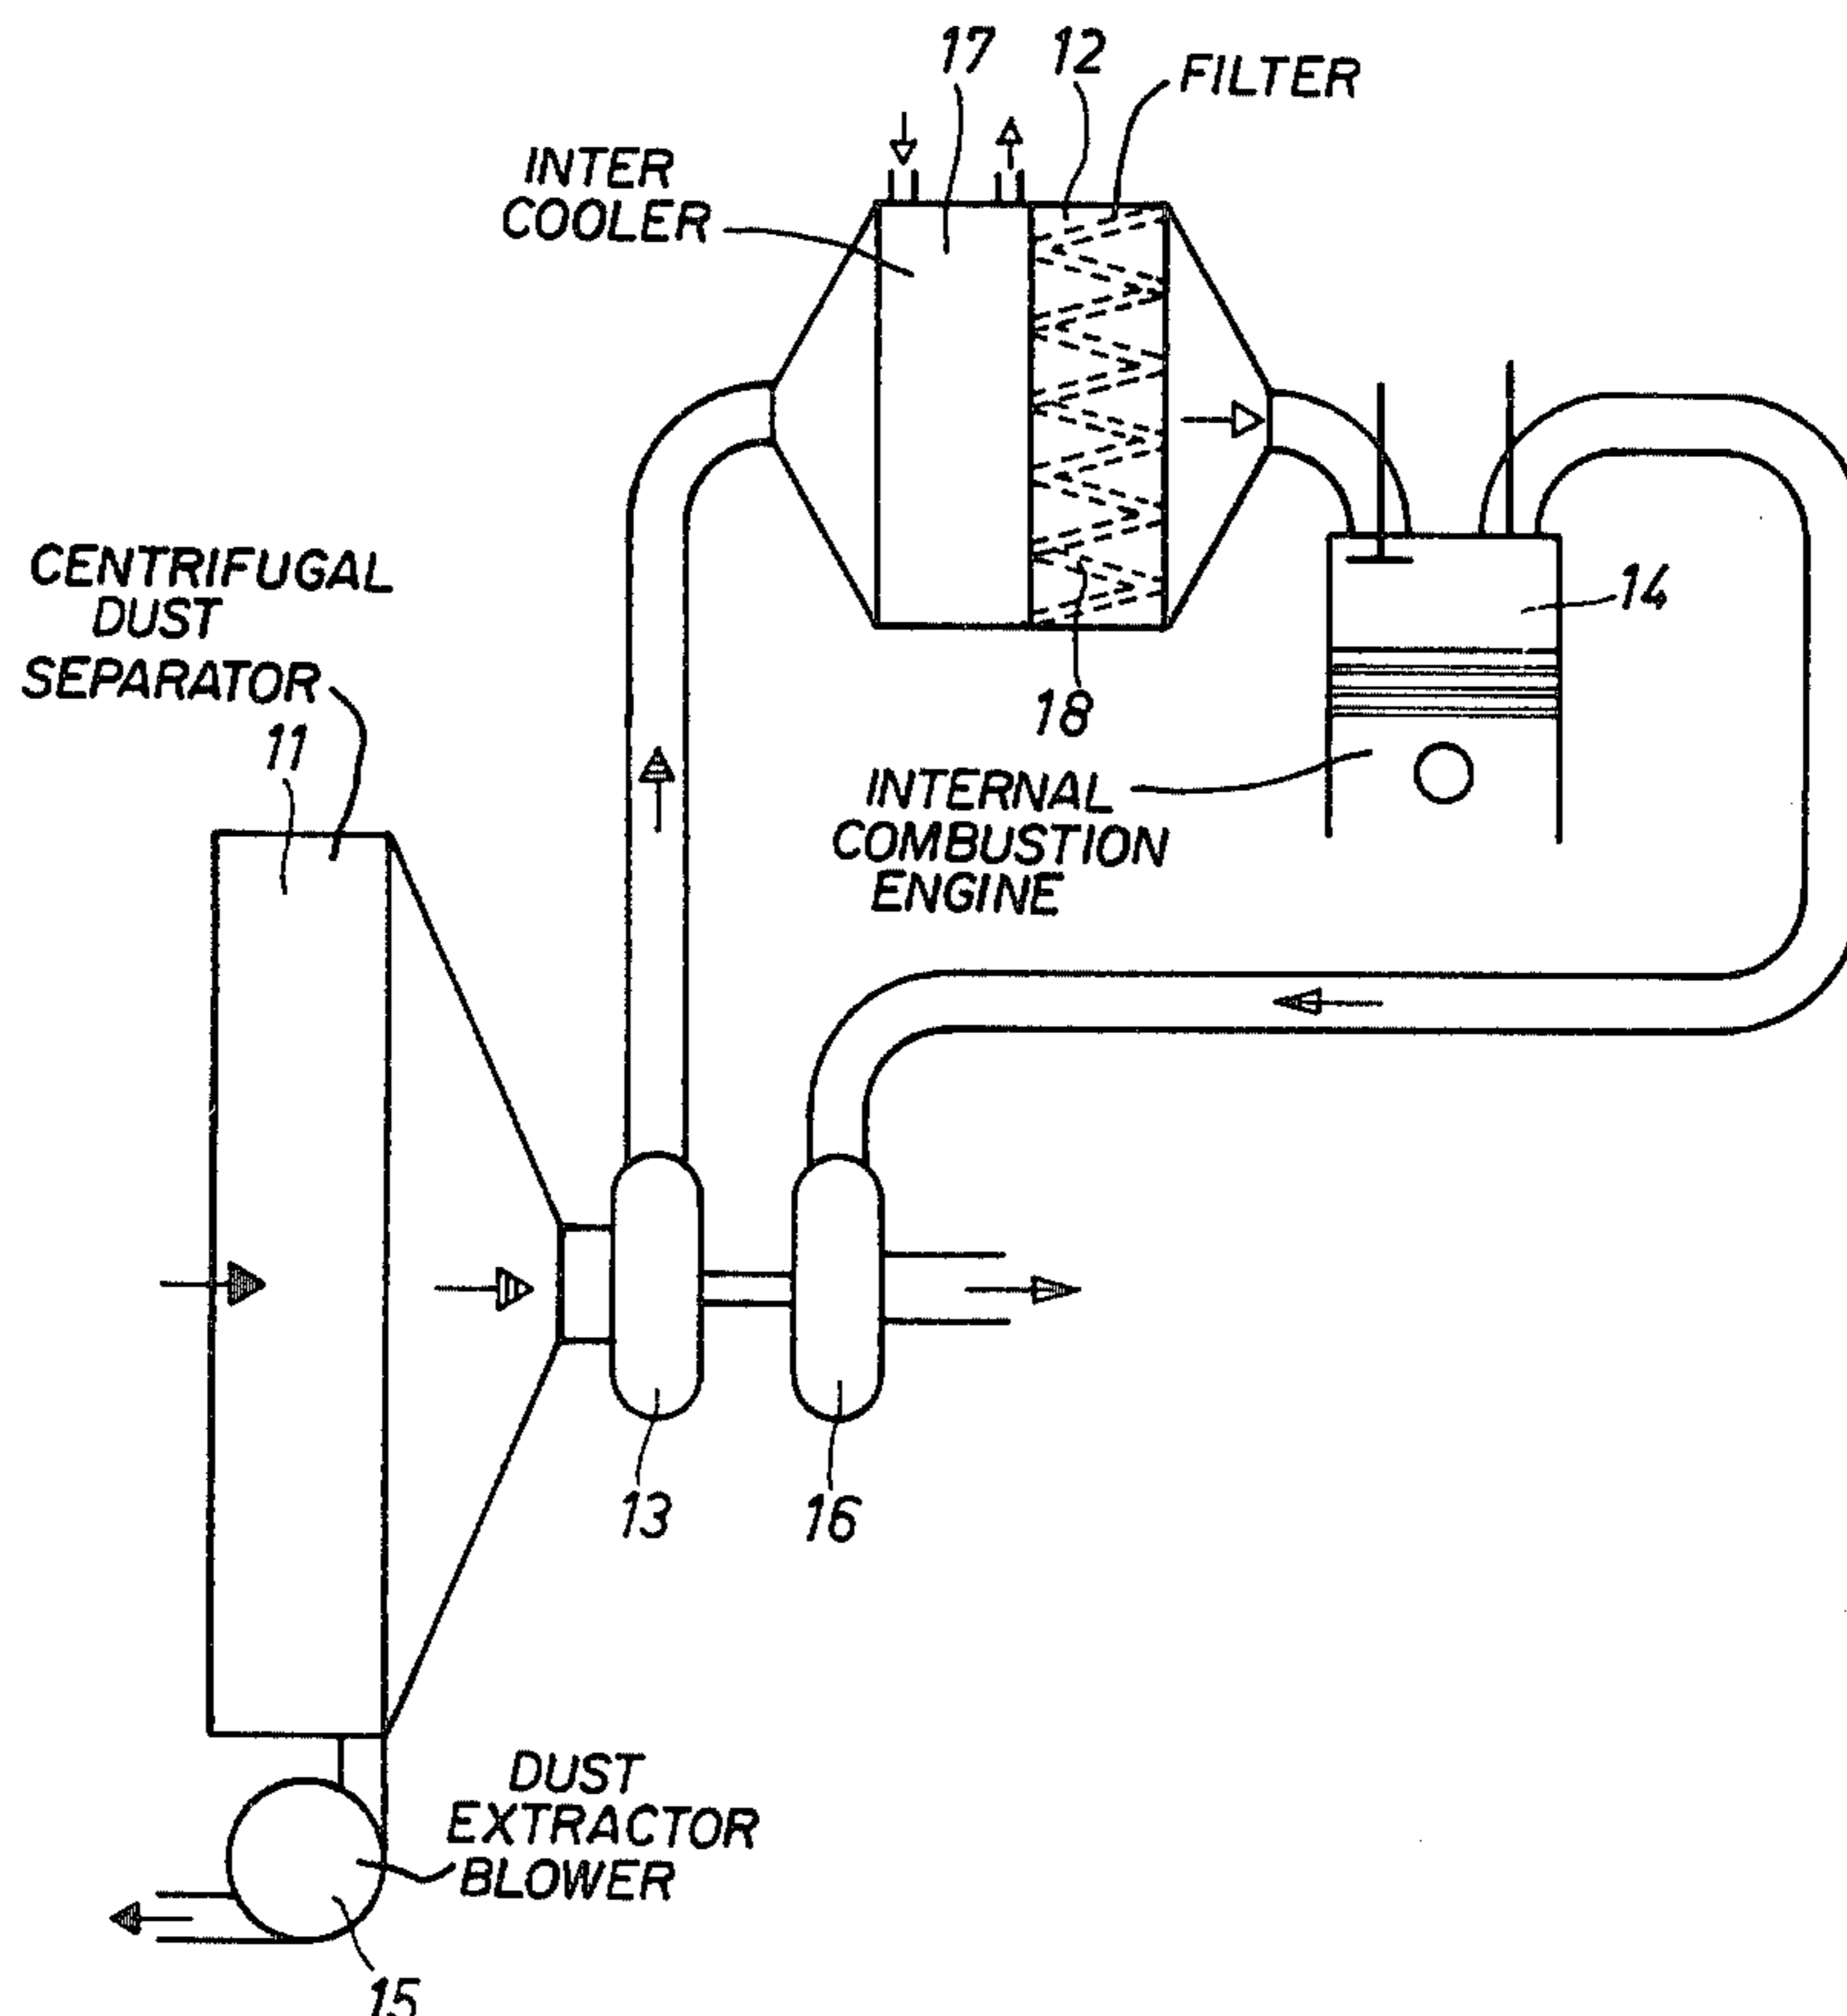 17
12
FILTER
INTER
COOLER
CENTRIFUGAL
DUST
SEPARATOR
11
14
18
INTERNAL
COMBUSTION
ENGINE
13
16
DUST
EXTRACTOR
BLOWER
15